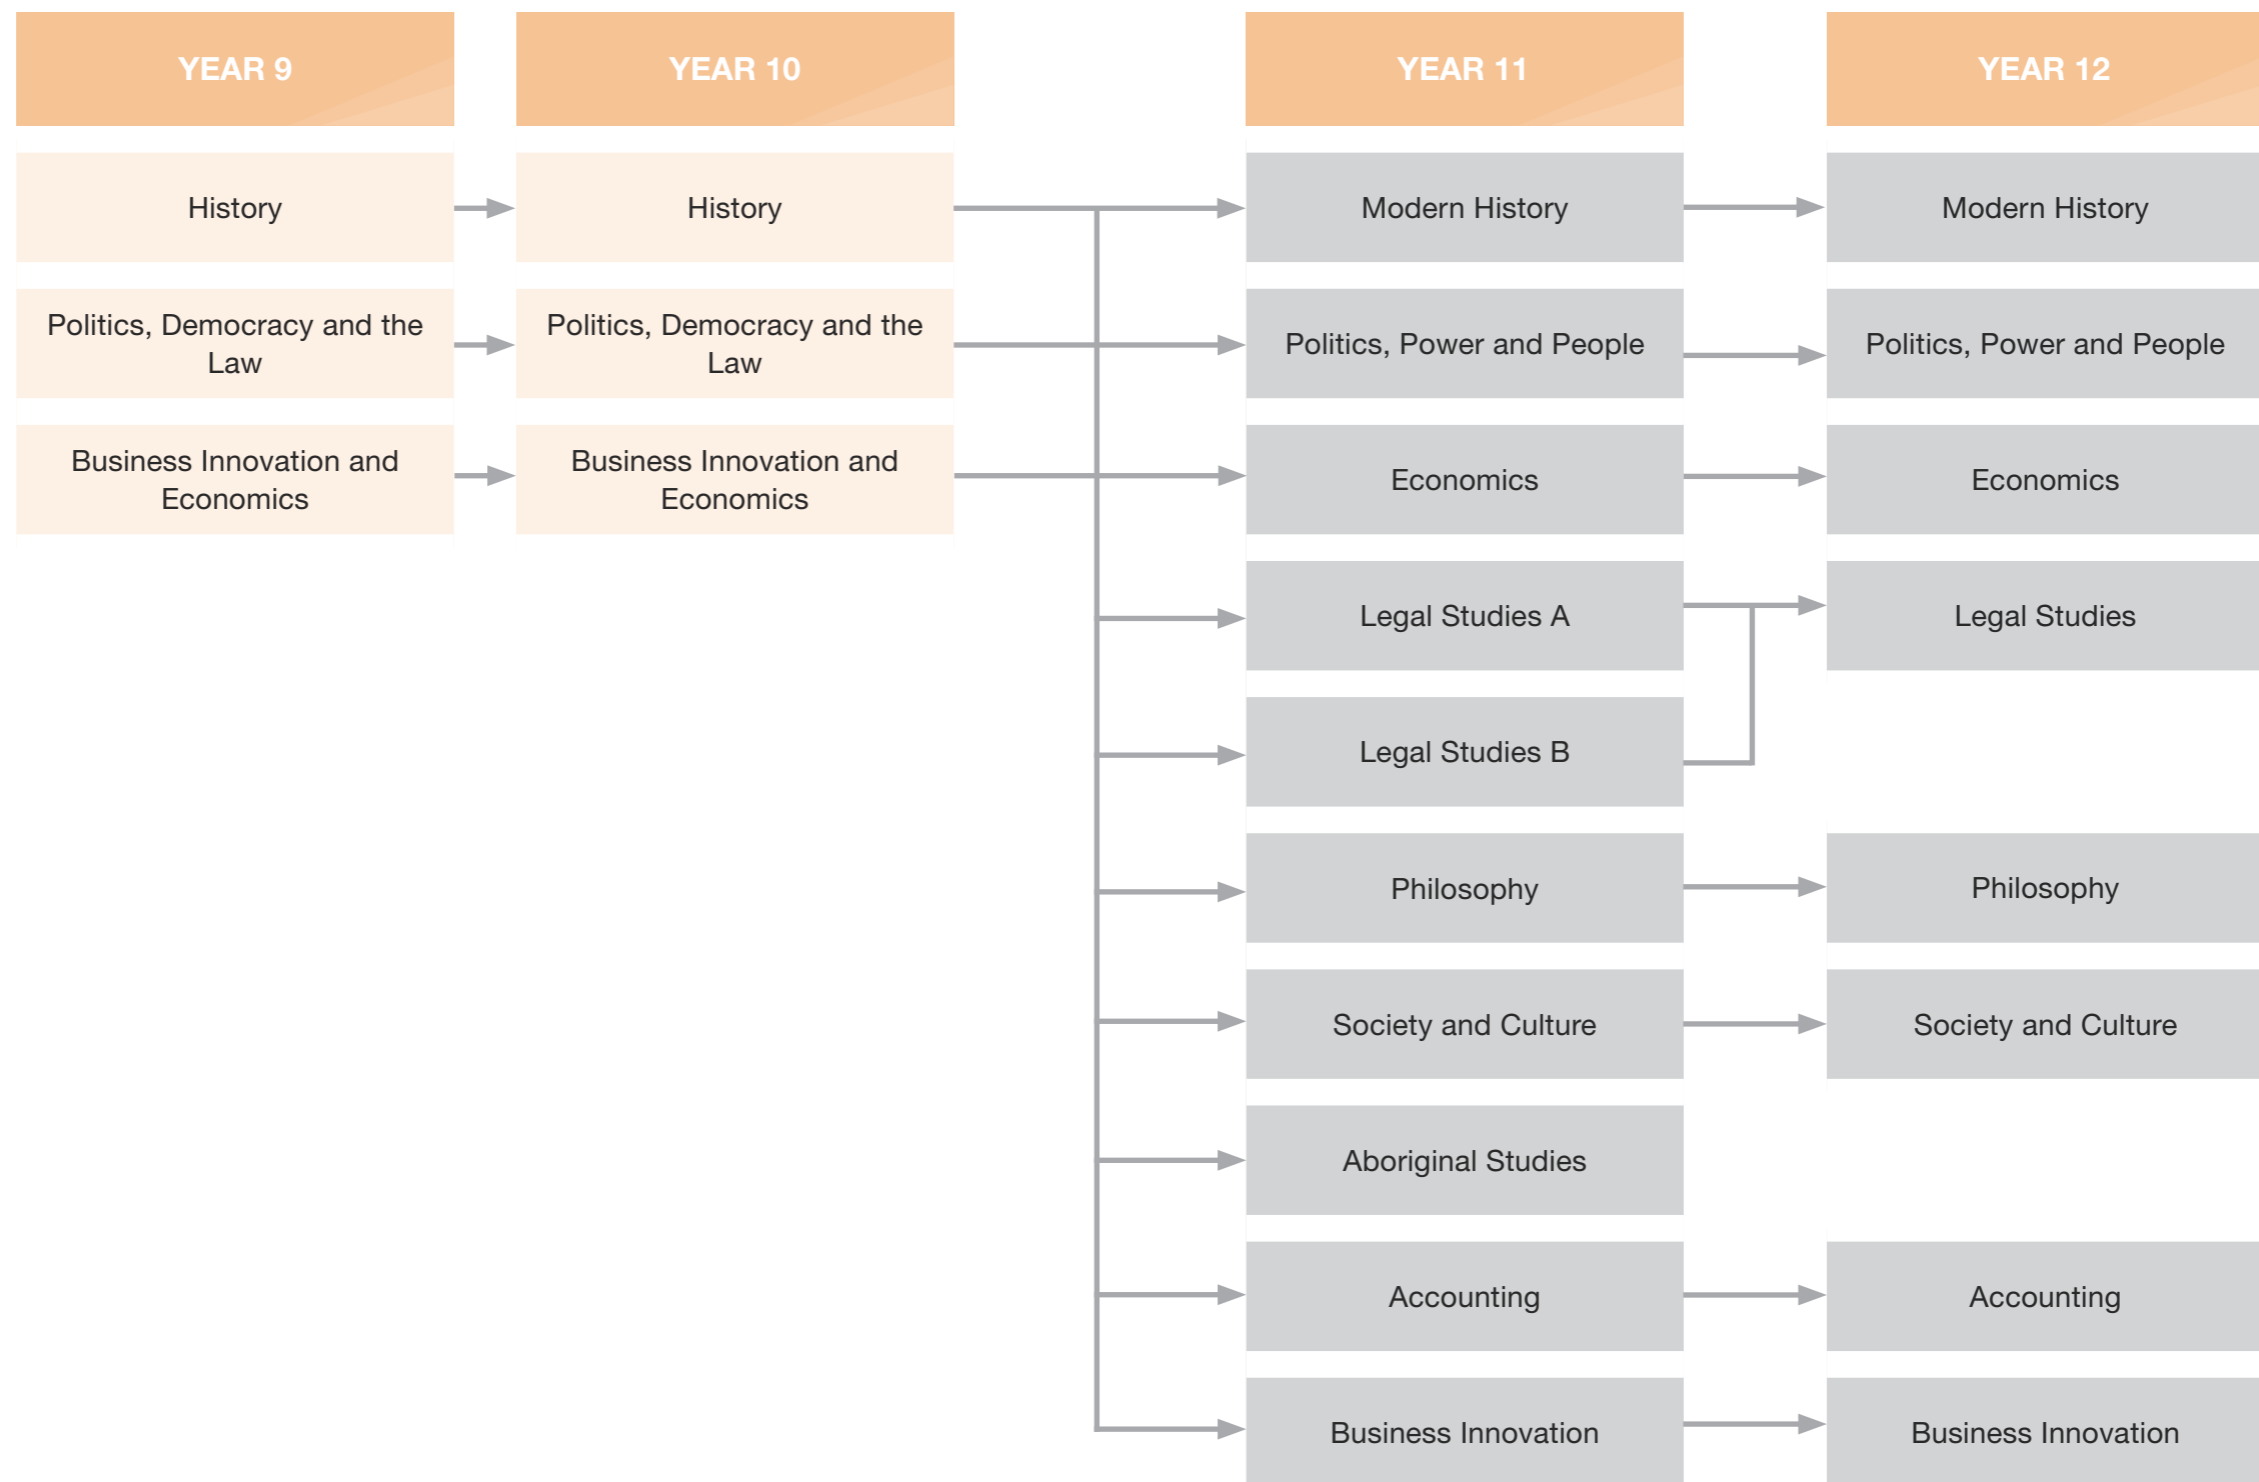 YEAR 9
YEAR 10
YEAR 11
YEAR 12
History
History
Modern History
Modern History
Politics, Democracy and the
Law
Politics, Democracy and the
Law
Politics, Power and People
Politics, Power and People
Business Innovation and
Economics
Business Innovation and
Economics
Economics
Economics
Legal Studies A
Legal Studies
Legal Studies B
Philosophy
Philosophy
Society and Culture
Society and Culture
Aboriginal Studies
Accounting
Accounting
Business Innovation
Business Innovation